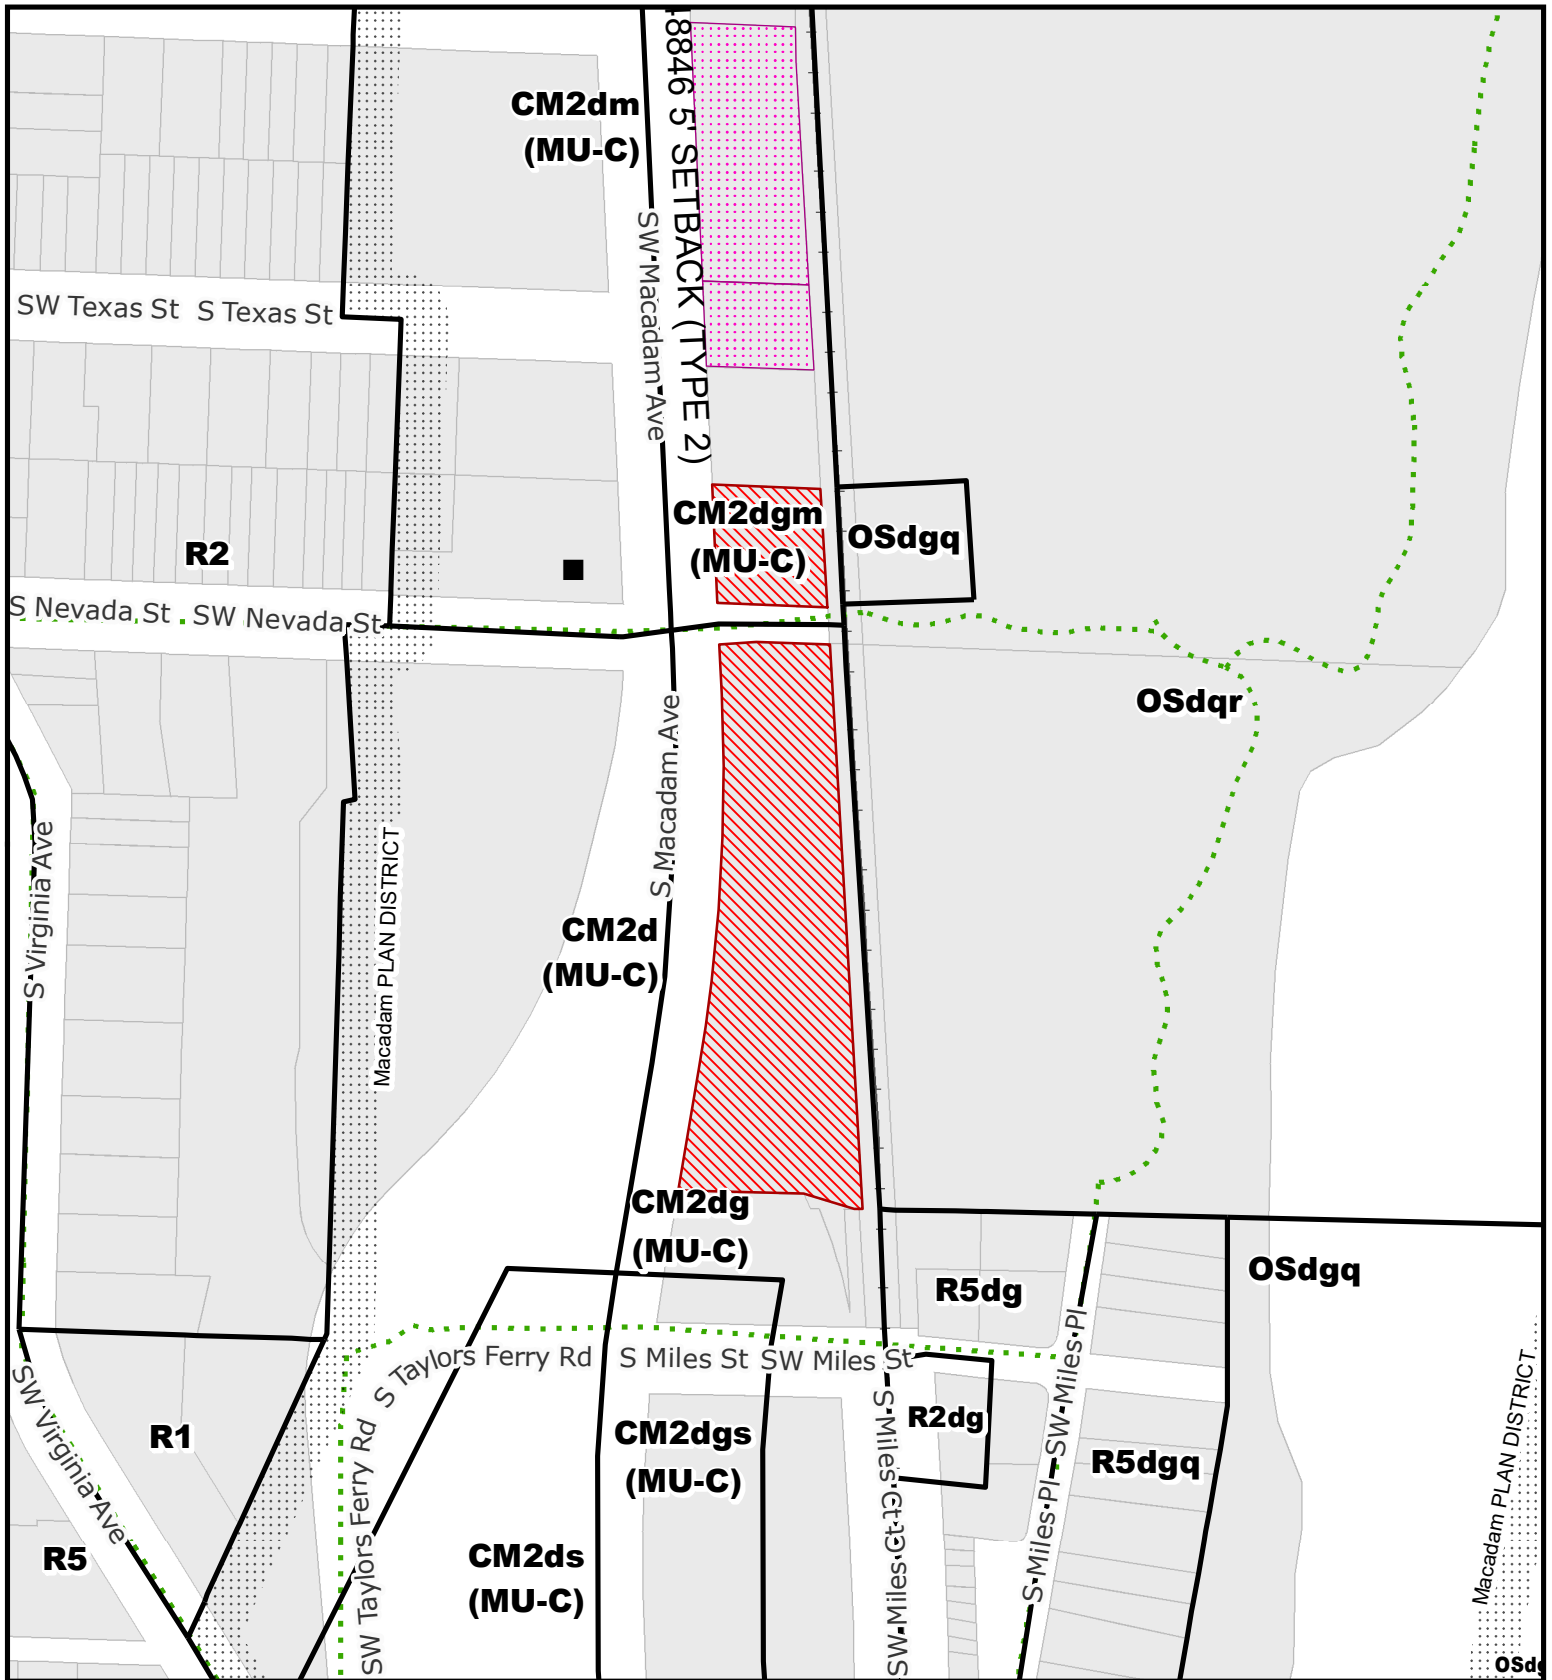 -8846 5' SETBACK (TYPE 2)
CM2dm
(MU-C)
SW Macadam Ave
SW Texas St S Texas St
CM2dgm
(MU-C)
OSdgq
R2
S Nevada St SW Nevada St
OSdqr
S Macadam Ave
S Virginia Ave
Macadam PLAN DISTRICT
CM2d
(MU-C)
CM2dg
(MU-C)
OSdgq
R5dg
S Taylors Ferry Rd
S Miles St SW Miles St
SW Virginia Ave
R1
SW Taylors Ferry Rd
CM2dgs
(MU-C)
S Miles Ct
SW Miles Ct
R2dg
S Miles Pl SW Miles Pl
R5dgq
Macadam PLAN DISTRICT
R5
CM2ds
(MU-C)
OSdg